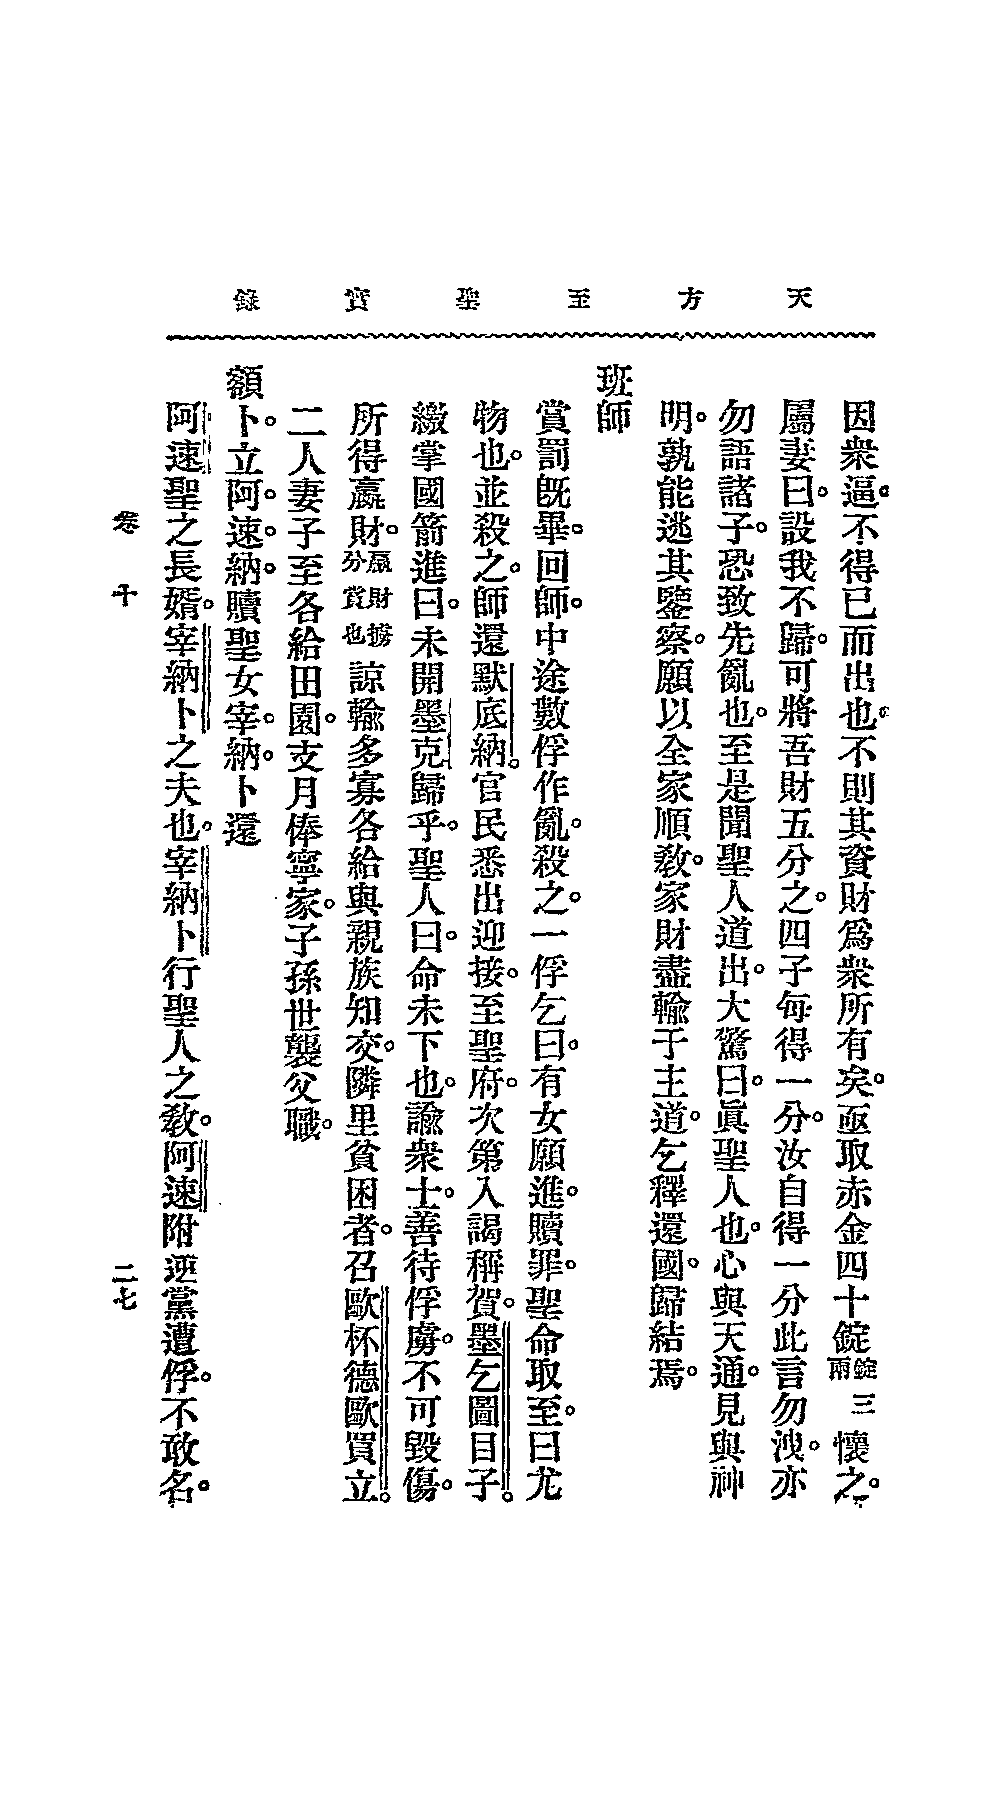 天方至聖實錄
因衆逼。不得已而出也。不則其資財爲衆所有矣。亟取赤金四十錠錠三兩懷之。
屬妻曰。設我不歸。可將吾財五分之。四子每得一分。汝自得一分此言勿洩。亦
勿語諸子。恐致先亂也。至是聞聖人道出。大驚曰。眞聖人也。心與天通。見與神
明。孰能逃其鑒察。願以全家順教。家財盡輸于主道。乞釋還國。歸結焉。
班師
賞罰既畢。回師。中途數俘作亂。殺之。一俘乞曰。有女願進。贖罪。聖命取至。曰尤
物也。並殺之。師還默底納。官民悉出迎接。至聖府。次第入謁稱賀。墨乞圖目子。
繳掌國箭進曰。未開墨克歸乎。聖人曰。命未下也。諭衆士。善待俘虜。不可毀傷。
所得贏財。贏財撥分賞也諒輸多寡各給與親族知交。隣里貧困者。召歐杯德歐買立。
二人妻子至各給田園。支月俸寧家。子孫世襲父職。
額卜。立阿。速。納。贖聖女宰。納。卜還
阿速聖之長婿。宰納卜之夫也。宰納卜行聖人之教。阿速附逆黨遭俘。不敢名。
卷十
二七